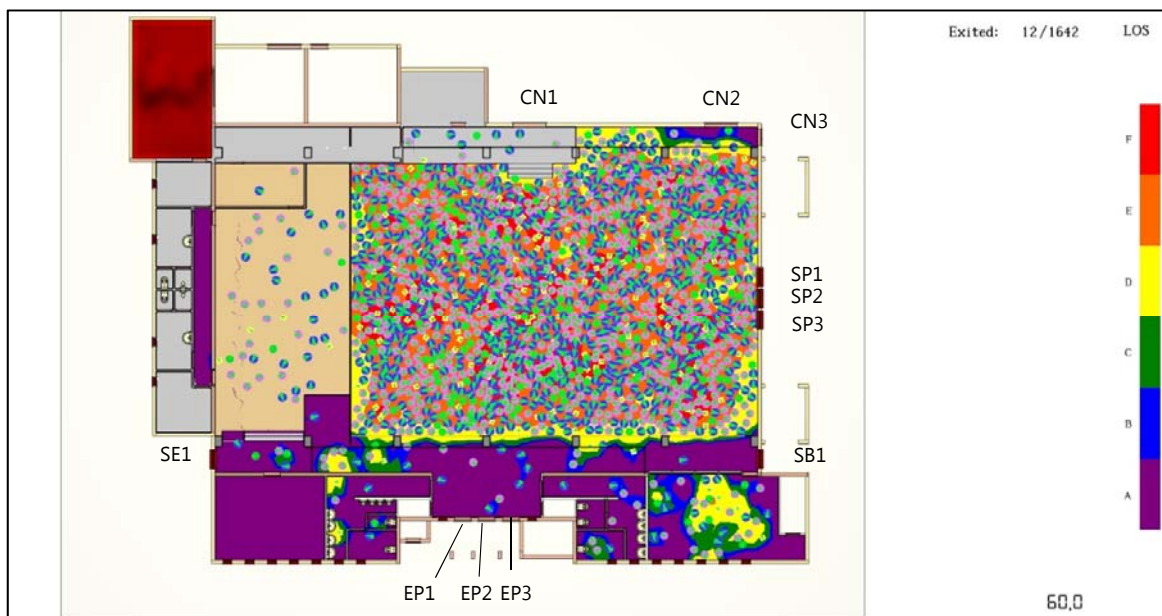 Exited: 12/1642 LOS
CN1
CN2
CN3
F
E
SP1
SP2
D
SP3
C
B
SE1
SB1
A
EP1 EP2 EP3
60,0